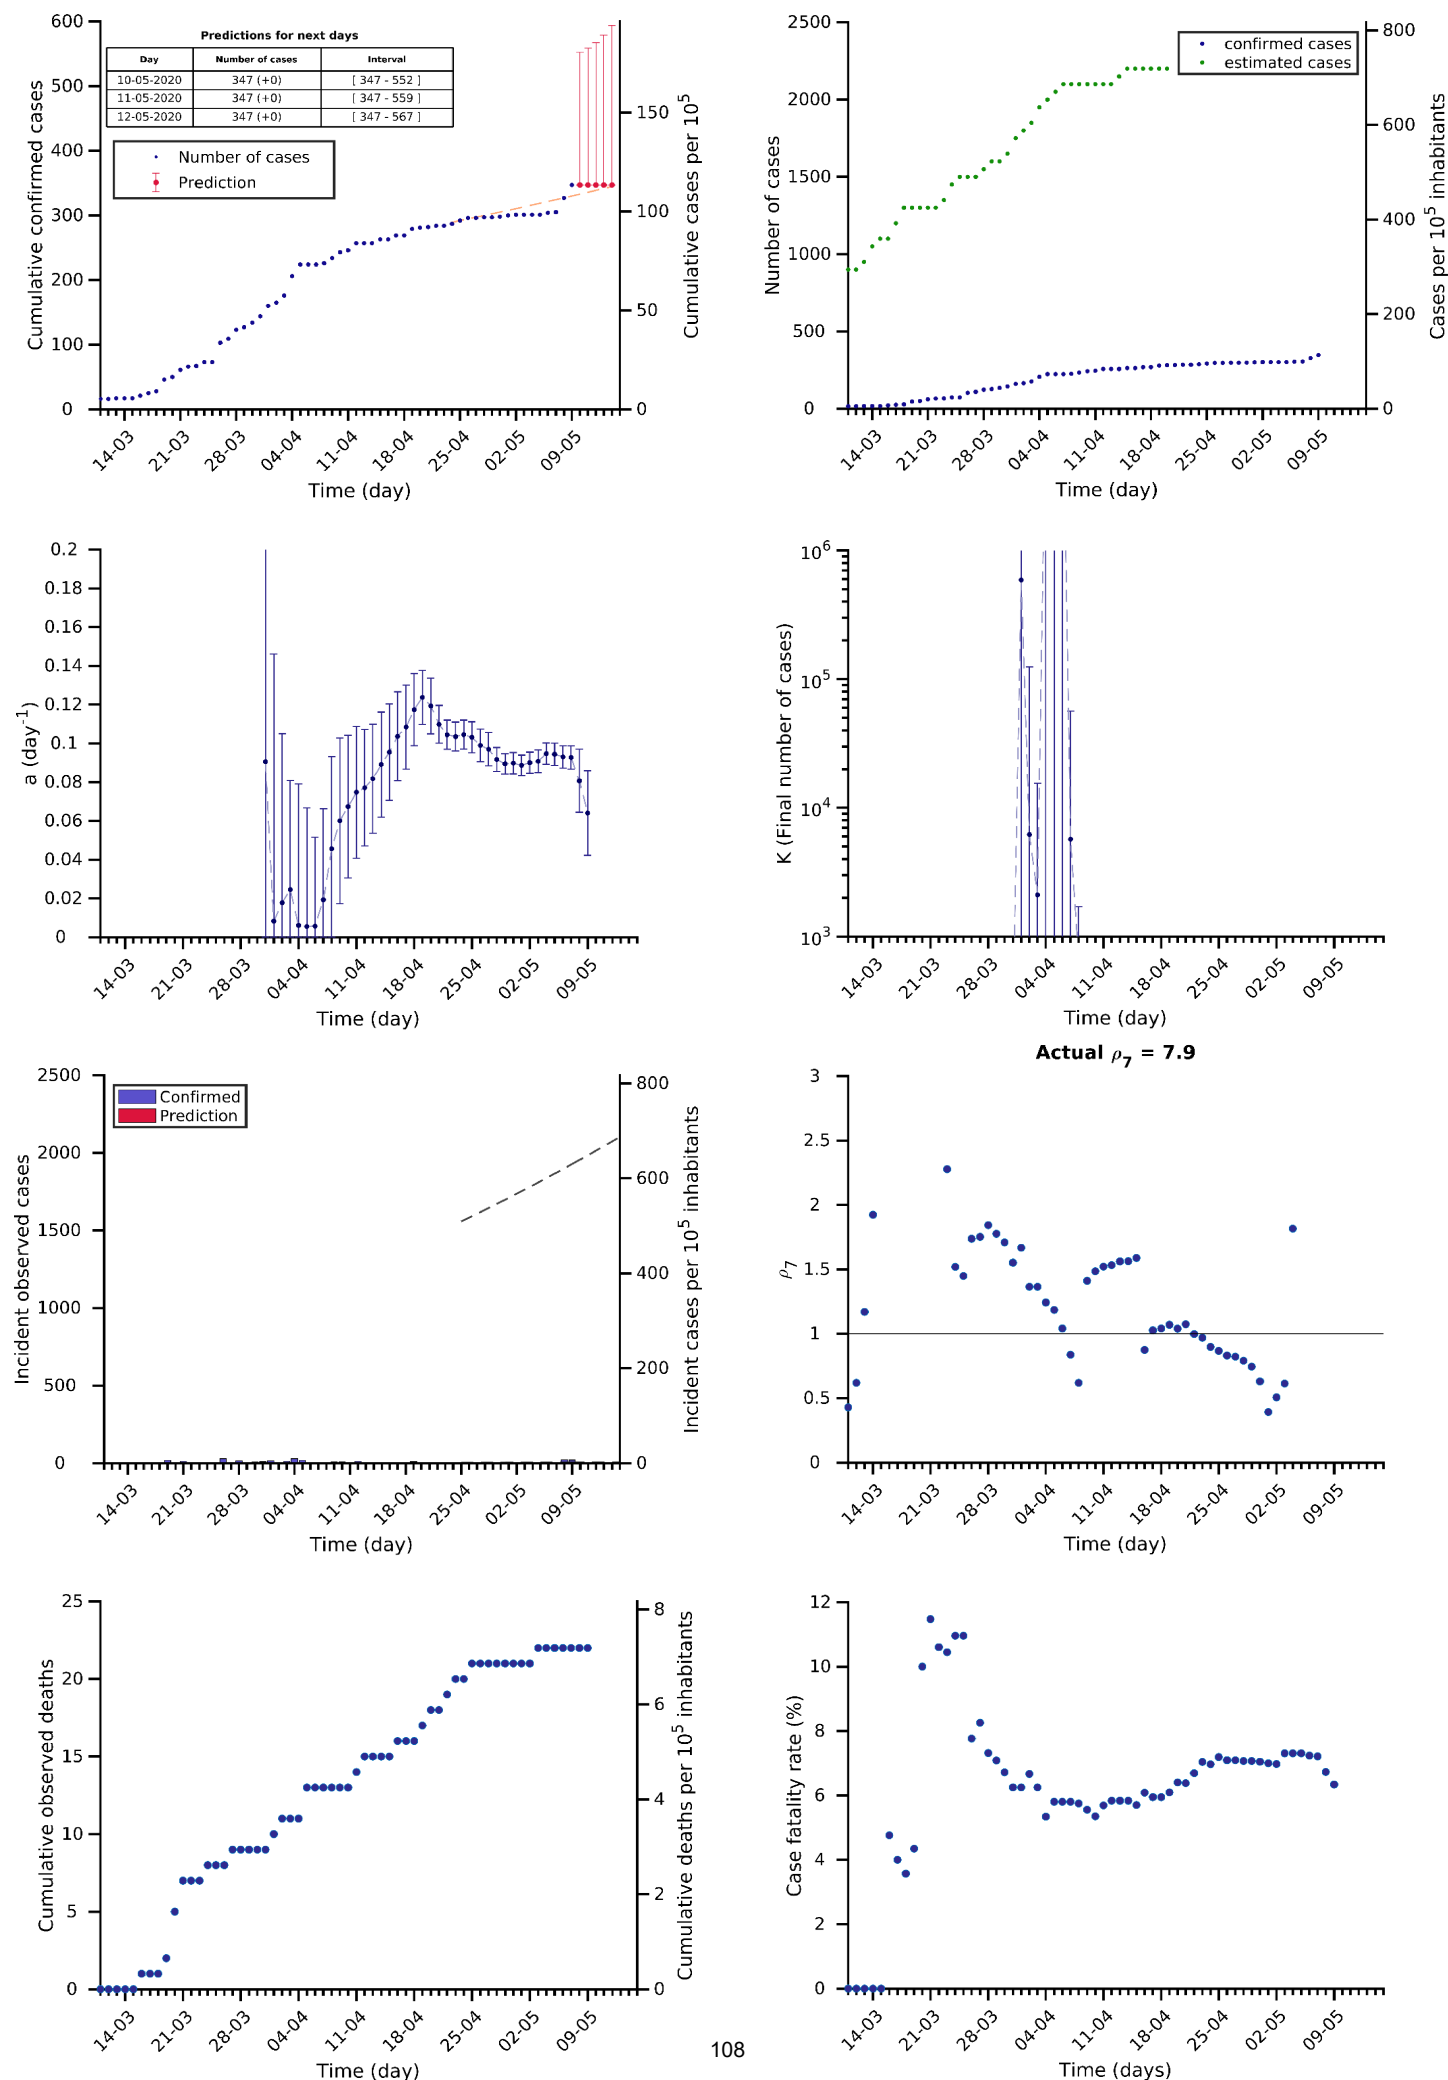 Predictions for next days
Day Number of cases Interval
10-05-2020 347 (+0) [ 347 - 552 ]
11-05-2020 347 (+0) [ 347 - 559 ]
12-05-2020 347 (+0) [ 347 - 567 ]
Number of cases
Prediction
Cumulative confirmed cases
600
500
400
300
200
100
0
Cumulative cases per 10^5
150
100
50
0
14-03 21-03 28-03 04-04 11-04 18-04 25-04 02-05 09-05
Time (day)
confirmed cases
estimated cases
Number of cases
2500
2000
1500
1000
500
0
Cases per 10^5 inhabitants
800
600
400
200
0
14-03 21-03 28-03 04-04 11-04 18-04 25-04 02-05 09-05
Time (day)
a (day^-1)
0.2
0.18
0.16
0.14
0.12
0.1
0.08
0.06
0.04
0.02
0
14-03 21-03 28-03 04-04 11-04 18-04 25-04 02-05 09-05
Time (day)
K (Final number of cases)
10^6
10^5
10^4
10^3
14-03 21-03 28-03 04-04 11-04 18-04 25-04 02-05 09-05
Time (day)
Confirmed
Prediction
Incident observed cases
2500
2000
1500
1000
500
0
Incident cases per 10^5 inhabitants
800
600
400
200
0
14-03 21-03 28-03 04-04 11-04 18-04 25-04 02-05 09-05
Time (day)
Actual ρ7 = 7.9
ρ7
3
2.5
2
1.5
1
0.5
0
14-03 21-03 28-03 04-04 11-04 18-04 25-04 02-05 09-05
Time (day)
Cumulative observed deaths
25
20
15
10
5
0
Cumulative deaths per 10^5 inhabitants
8
6
4
2
0
14-03 21-03 28-03 04-04 11-04 18-04 25-04 02-05 09-05
Time (day)
Case fatality rate (%)
12
10
8
6
4
2
0
14-03 21-03 28-03 04-04 11-04 18-04 25-04 02-05 09-05
Time (days)
108